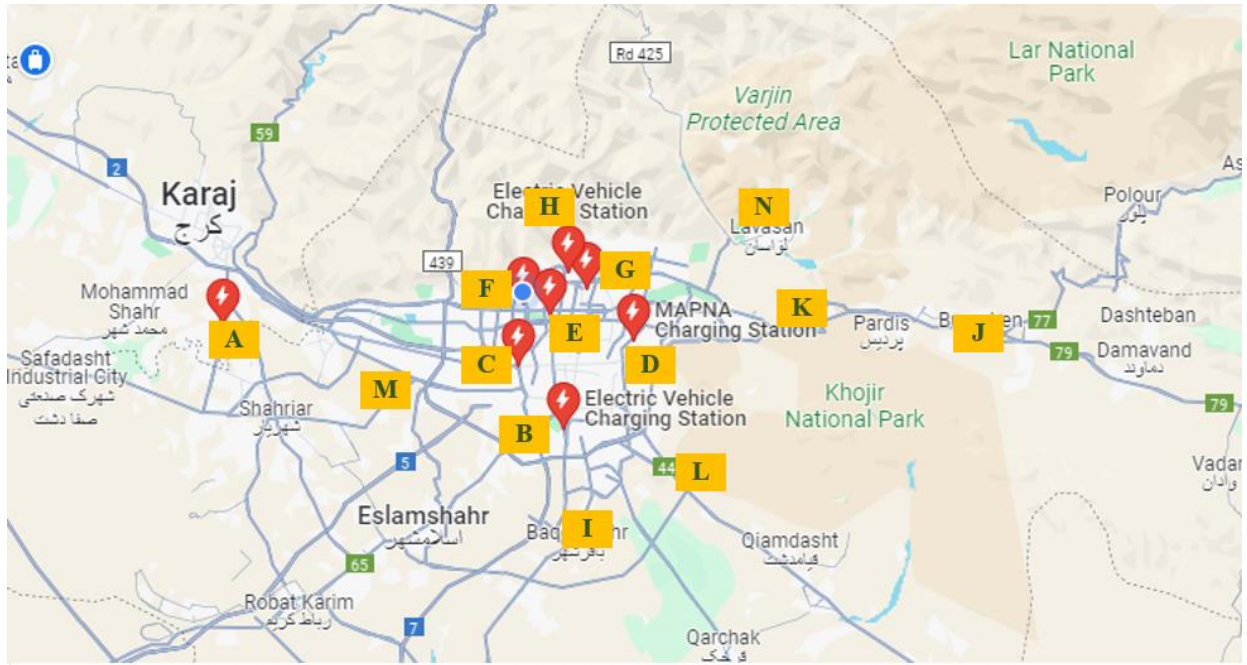 Lar National
Park
Rd 425
Varjin
Protected Area
59
2
Karaj
کرج
Electric Vehicle
Charging Station
H
N
Polour
پلور
Lavasan
لواسان
439
G
F
Mohammad
Shahr
محمد شهر
A
MAPNA
Charging Station
K
E
C
D
Pardis
پردیس
J
77
Dashteban
79
Damavand
دماوند
Safadasht
Industrial City
شهرک صنعتی
صفا دشت
M
Shahriar
شهریار
Khojir
National Park
79
Electric Vehicle
Charging Station
B
5
44
L
Eslamshahr
اسلامشهر
I
باقرشهر
Qiamdasht
قیامدشت
وادان
65
Robat Karim
رباط کریم
7
Qarchak
قرچک